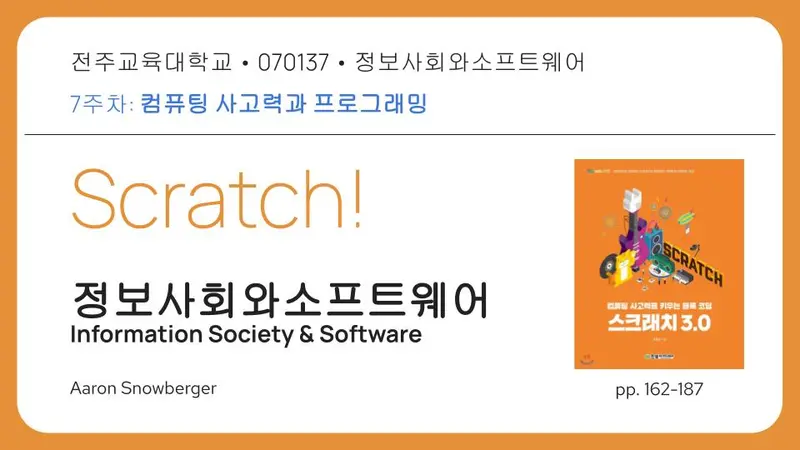 전주교육대학교 • 070137 • 정보사회와소프트웨어
7주차: 컴퓨팅 사고력과 프로그래밍
Scratch!
정보사회와소프트웨어
Information Society & Software
Aaron Snowberger
SCRATCH
컴퓨팅 사고력을 키우는 블록 코딩
스크래치 3.0
pp. 162-187